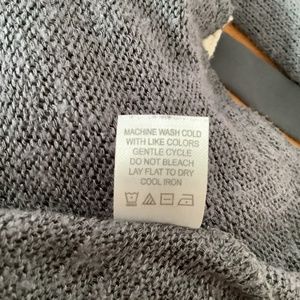 MACHINE WASH COLD
WITH LIKE COLORS
GENTLE CYCLE
DO NOT BLEACH
LAY FLAT TO DRY
COOL IRON